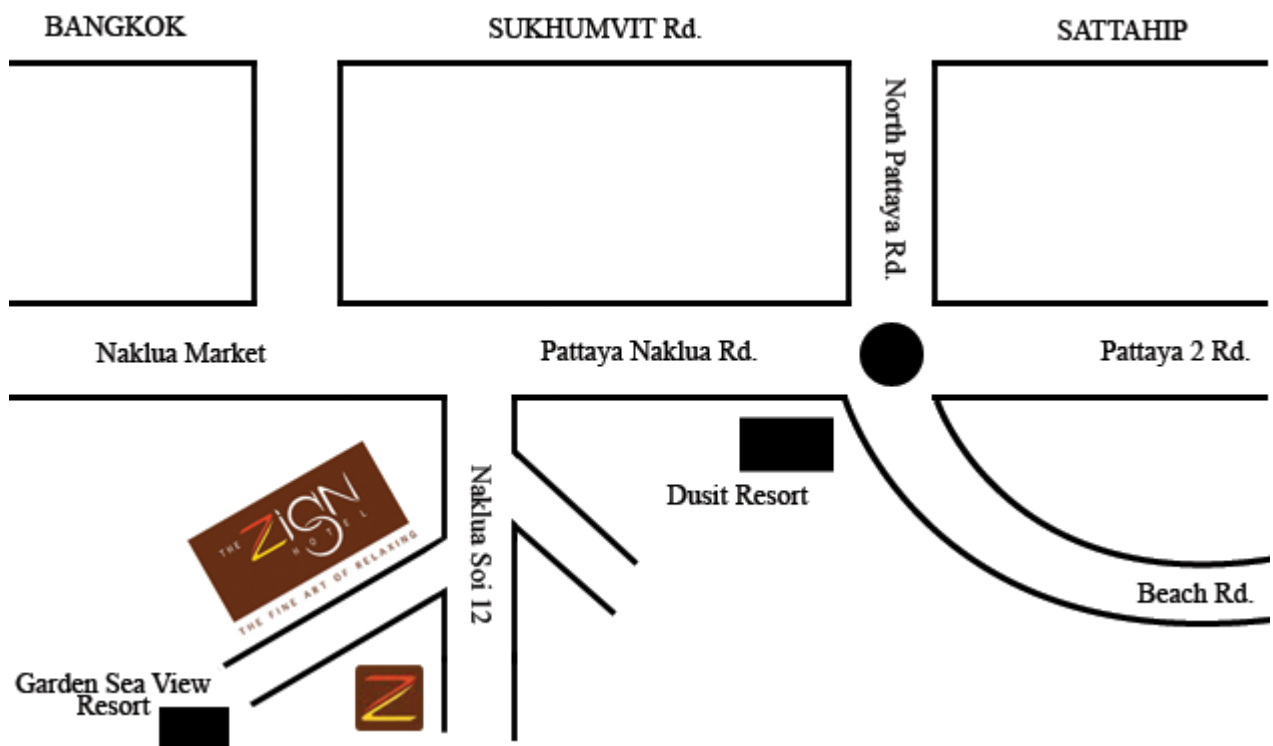 BANGKOK
SUKHUMVIT Rd.
SATTAHIP
North Pattaya Rd.
Naklua Market
Pattaya Naklua Rd.
Pattaya 2 Rd.
THE
ZiGN
HOTEL
THE FINE ART OF RELAXING
Naklua Soi 12
Dusit Resort
Beach Rd.
Garden Sea View
Resort
Z